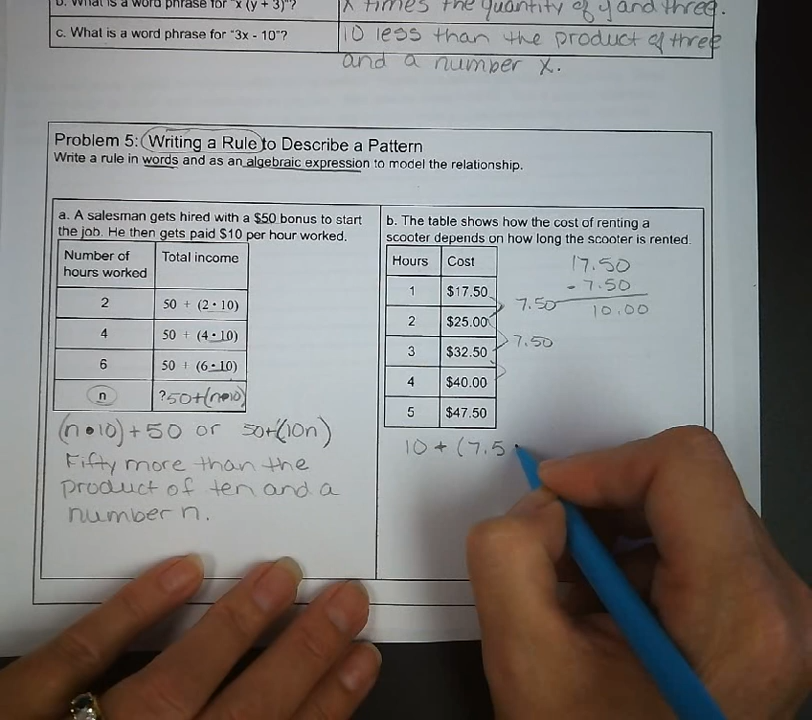 b. What is a word phrase for "x (y + 3)"?
x times the quantity of y and three.
c. What is a word phrase for "3x - 10"?
10 less than the product of three
and a number x.
Problem 5: Writing a Rule to Describe a Pattern
Write a rule in words and as an algebraic expression to model the relationship.
a. A salesman gets hired with a $50 bonus to start
the job. He then gets paid $10 per hour worked.
Number of
hours worked
Total income
2
50 + (2 · 10)
4
50 + (4 · 10)
6
50 + (6 · 10)
n
? 50+(n•10)
(n•10)+50 or 50+(10n)
Fifty more than the
product of ten and a
number n.
b. The table shows how the cost of renting a
scooter depends on how long the scooter is rented.
Hours Cost
1 $17.50
2 $25.00
3 $32.50
4 $40.00
5 $47.50
17.50
- 7.50
10.00
7.50
7.50
10 + (7.5